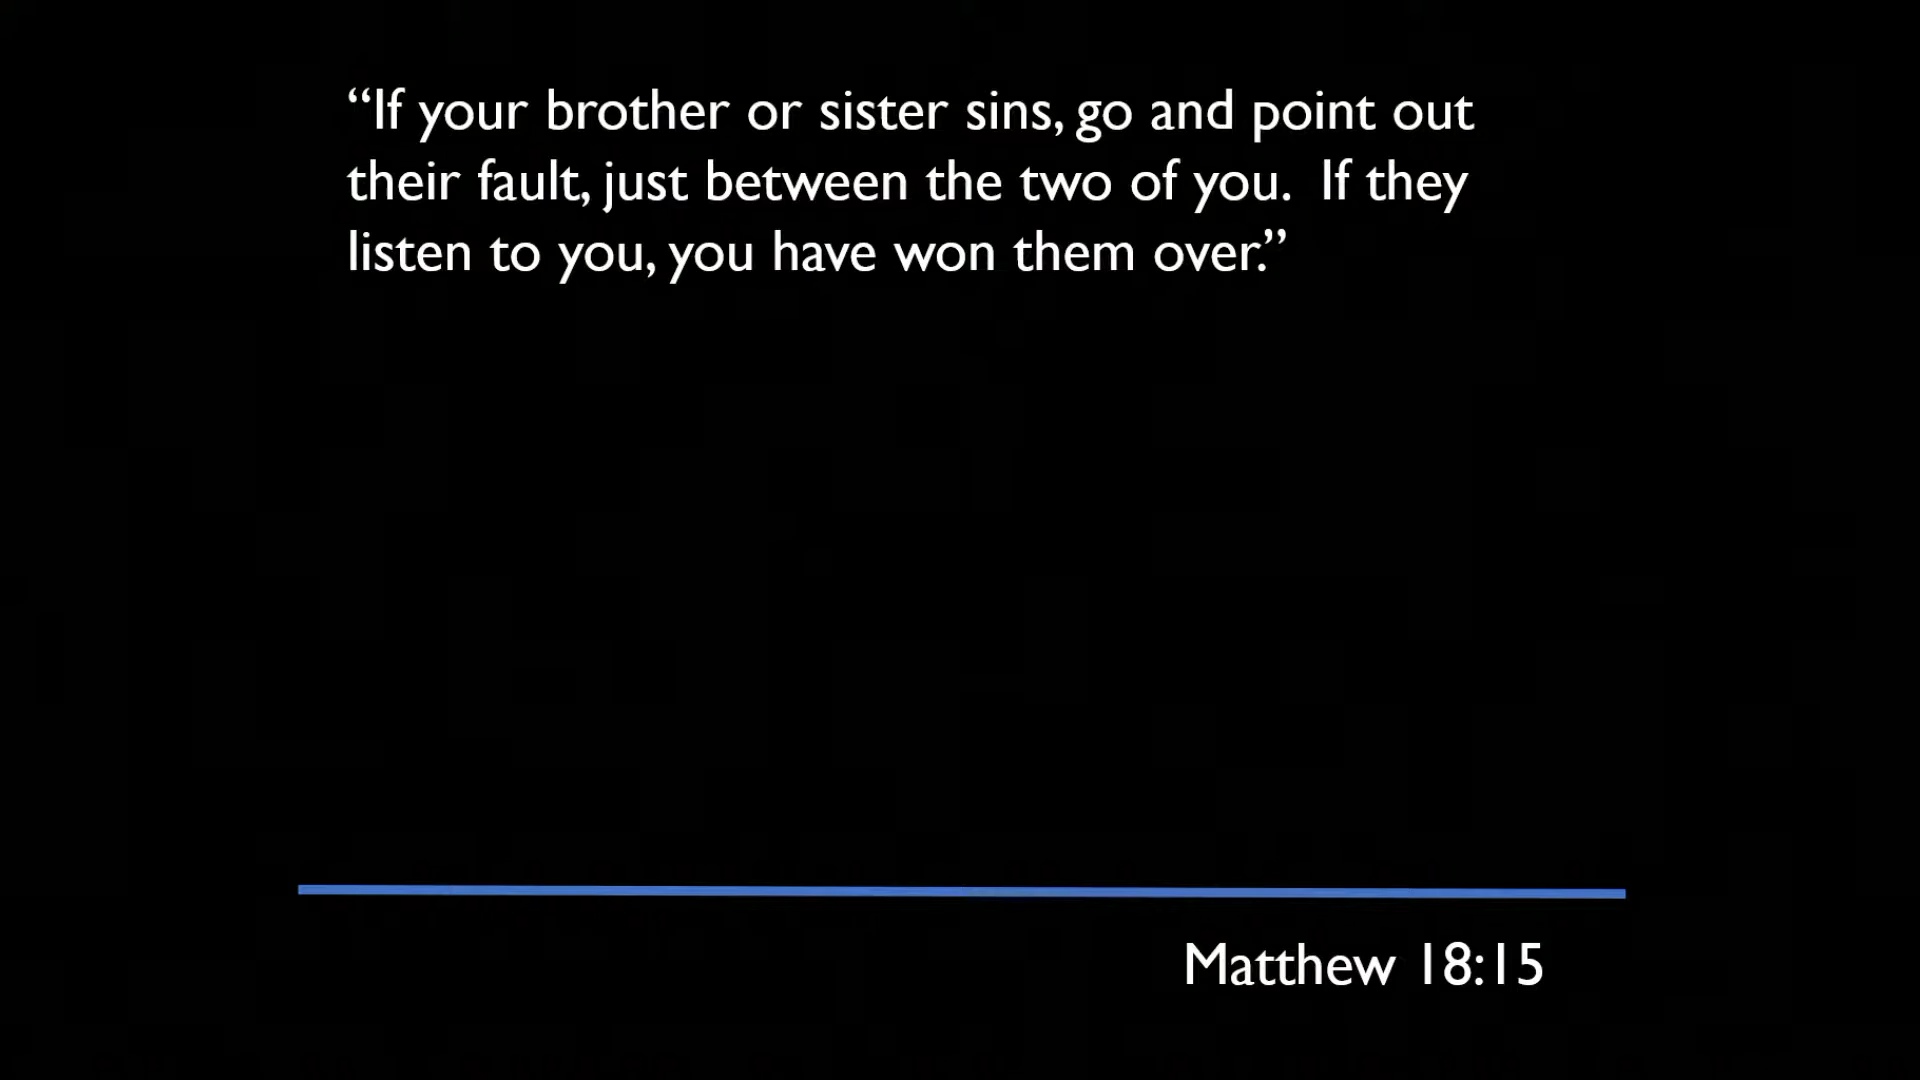 “If your brother or sister sins, go and point out
their fault, just between the two of you.  If they
listen to you, you have won them over.”
Matthew 18:15